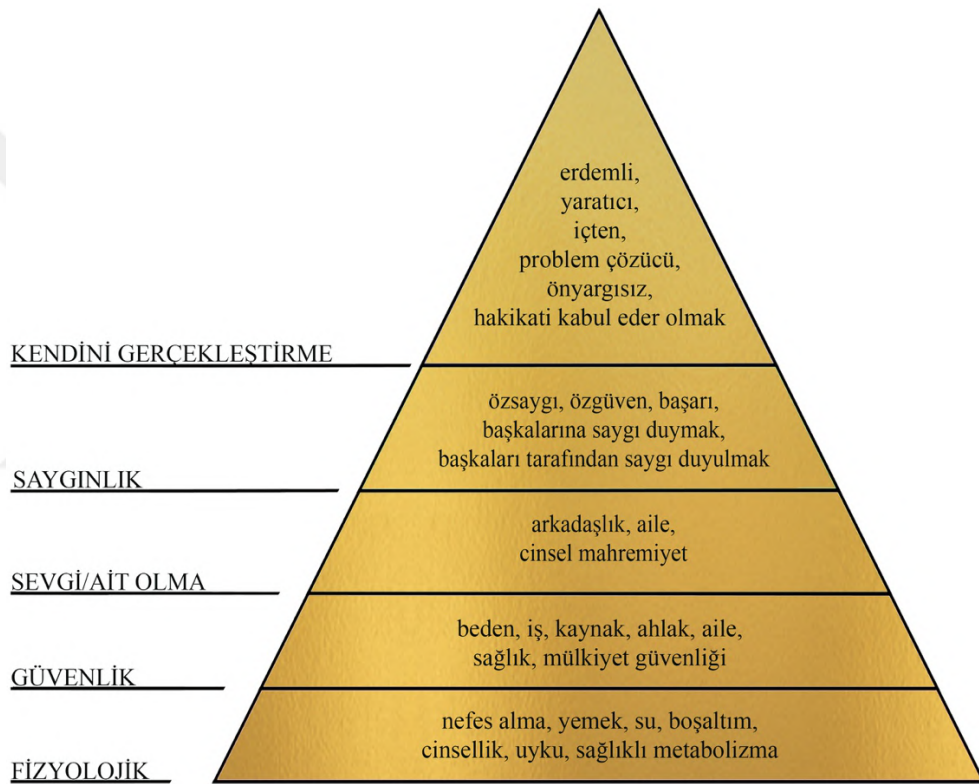 erdemli,
yaratıcı,
içten,
problem çözücü,
önyargısız,
hakikati kabul eder olmak
KENDİNİ GERÇEKLEŞTİRME
özsaygı, özgüven, başarı,
başkalarına saygı duymak,
başkaları tarafından saygı duyulmak
SAYGINLIK
arkadaşlık, aile,
cinsel mahremiyet
SEVGİ/AİT OLMA
beden, iş, kaynak, ahlak, aile,
sağlık, mülkiyet güvenliği
GÜVENLİK
nefes alma, yemek, su, boşaltım,
cinsellik, uyku, sağlıklı metabolizma
FİZYOLOJİK